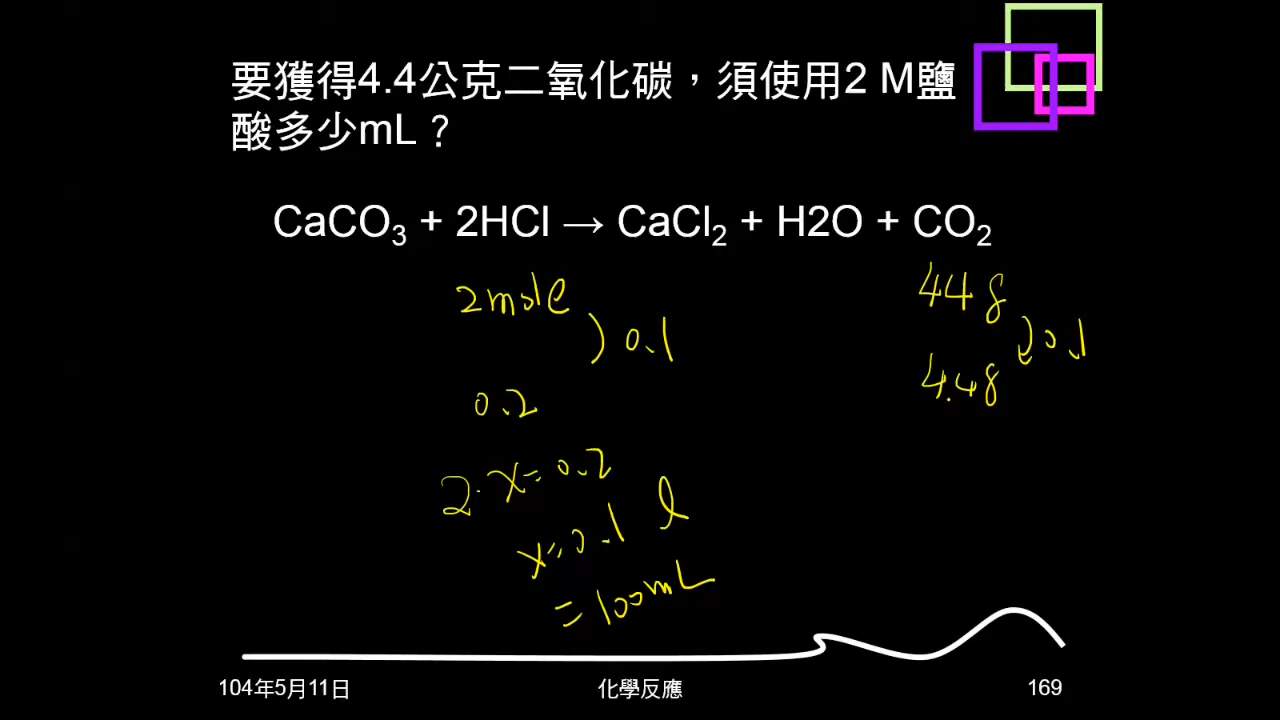 要獲得4.4公克二氧化碳，須使用2 M鹽
酸多少mL？
CaCO₃ + 2HCl → CaCl₂ + H2O + CO₂
2mole
) 0.1
0.2
44g
) 0.1
4.4g
2·x=0.2
x=0.1 l
=100mL
104年5月11日
化學反應
169